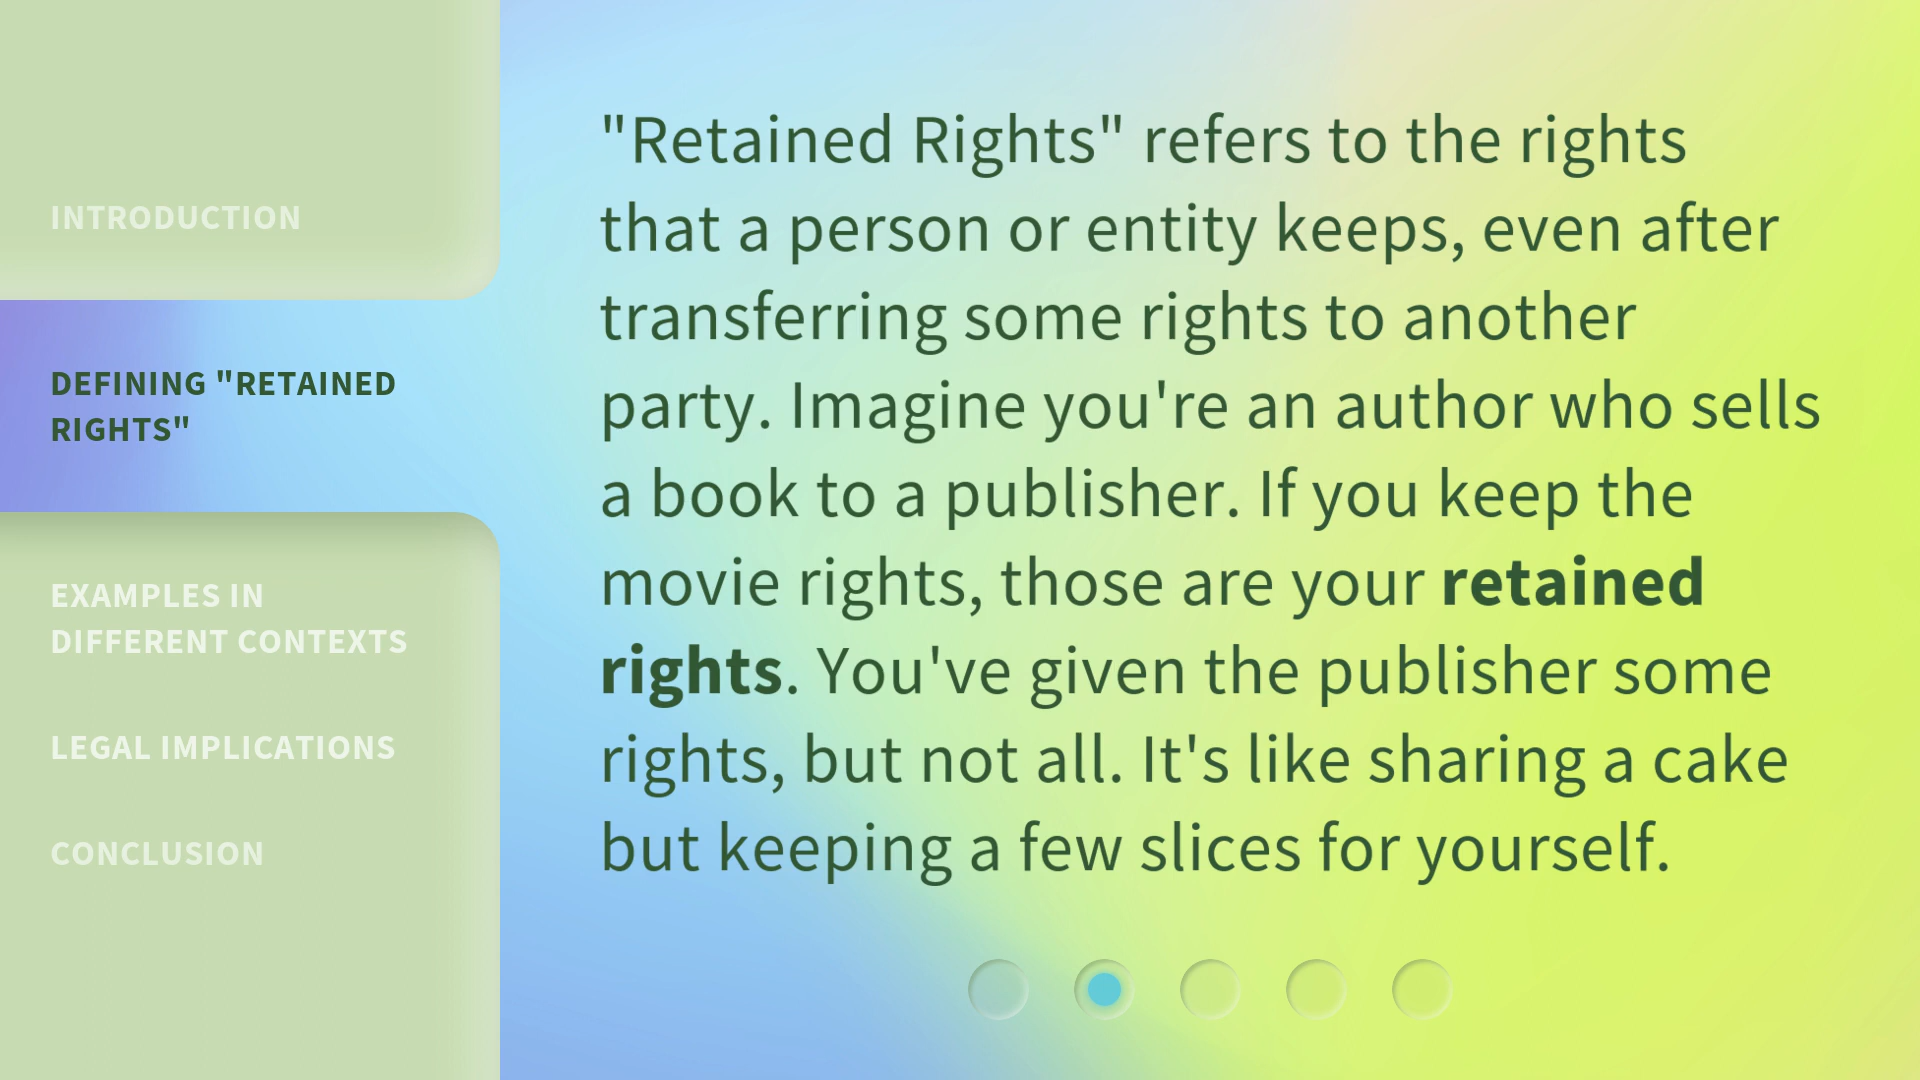 INTRODUCTION
DEFINING "RETAINED
RIGHTS"
EXAMPLES IN
DIFFERENT CONTEXTS
LEGAL IMPLICATIONS
CONCLUSION
"Retained Rights" refers to the rights
that a person or entity keeps, even after
transferring some rights to another
party. Imagine you're an author who sells
a book to a publisher. If you keep the
movie rights, those are your retained
rights. You've given the publisher some
rights, but not all. It's like sharing a cake
but keeping a few slices for yourself.